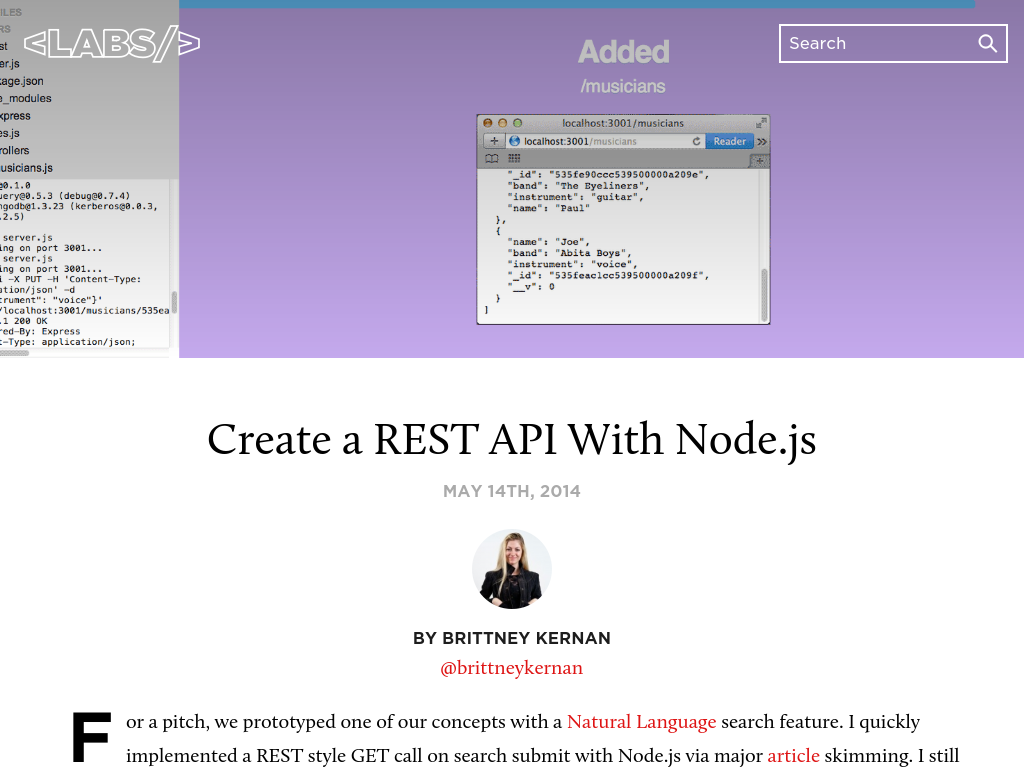 ILES
RS
st
er.js
kage.json
e_modules
xpress
es.js
rollers
usicians.js
<LABS/>
@0.1.0
uery@0.5.3 (debug@0.7.4)
ngodb@1.3.23 (kerberos@0.0.3,
.2.5)
server.js
ing on port 3001...
server.js
ing on port 3001...
i -X PUT -H 'Content-Type:
ation/json' -d
trument": "voice"}'
/localhost:3001/musicians/535ea
.1 200 OK
red-By: Express
t-Type: application/json;
Added
/musicians
localhost:3001/musicians
localhost:3001/musicians
Reader
"_id": "535fe90ccc539500000a209e",
"band": "The Eyeliners",
"instrument": "guitar",
"name": "Paul"
},
{
"name": "Joe",
"band": "Abita Boys",
"instrument": "voice",
"_id": "535feac1cc539500000a209f",
"__v": 0
}
]
Search
Create a REST API With Node.js
MAY 14TH, 2014
BY BRITTNEY KERNAN
@brittneykernan
For a pitch, we prototyped one of our concepts with a Natural Language search feature. I quickly
implemented a REST style GET call on search submit with Node.js via major article skimming. I still